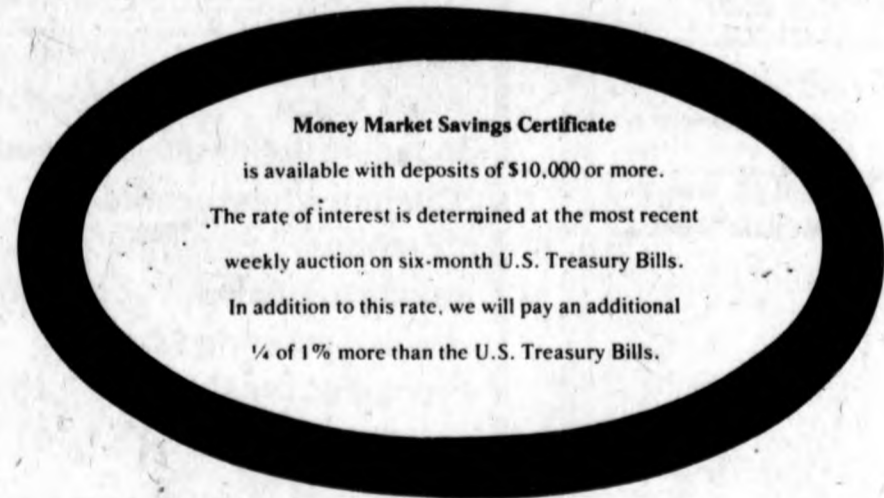 Money Market Savings Certificate
is available with deposits of $10,000 or more.
The rate of interest is determined at the most recent
weekly auction on six-month U.S. Treasury Bills.
In addition to this rate, we will pay an additional
¼ of 1% more than the U.S. Treasury Bills.